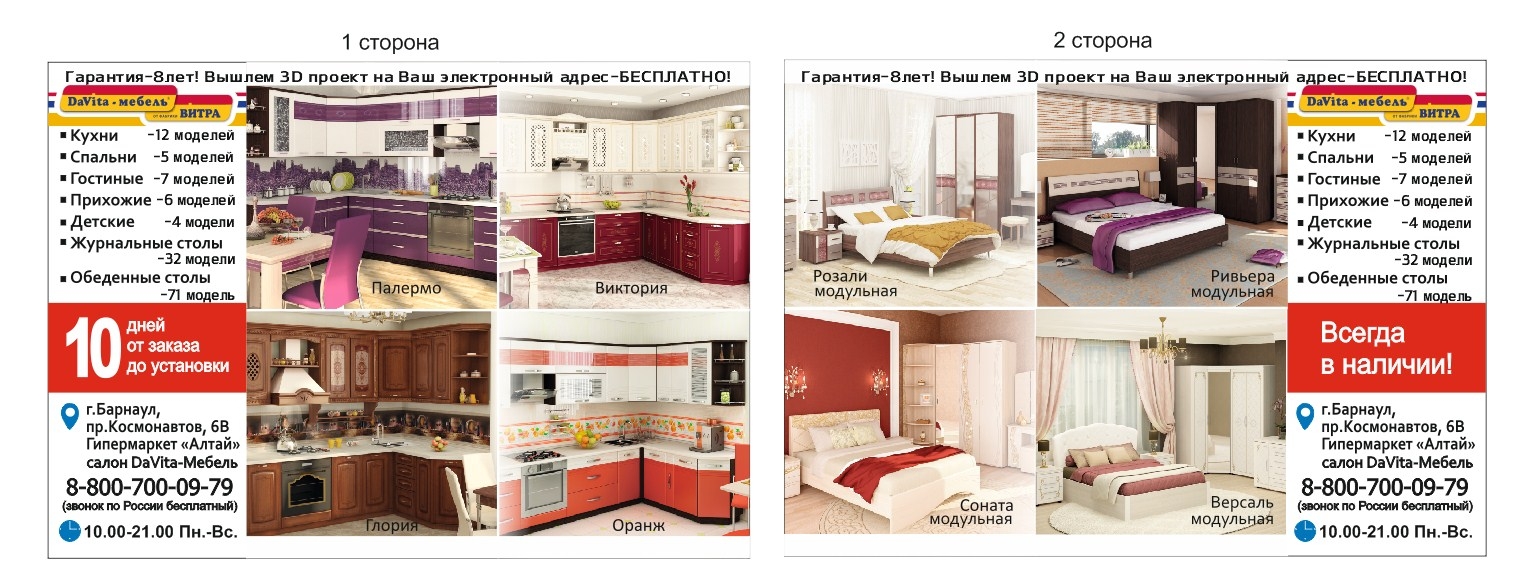 1 сторона
Гарантия-8лет! Вышлем 3D проект на Ваш электронный адрес-БЕСПЛАТНО!
DaVita - мебель
ОТ ФАБРИКИ ВИТРА
Кухни -12 моделей
Спальни -5 моделей
Гостиные -7 моделей
Прихожие -6 моделей
Детские -4 модели
Журнальные столы
-32 модели
Обеденные столы
-71 модель
10 дней
от заказа
до установки
г.Барнаул,
пр.Космонавтов, 6В
Гипермаркет «Алтай»
салон DaVita-Мебель
8-800-700-09-79
(звонок по России бесплатный)
10.00-21.00 Пн.-Вс.
Палермо
Виктория
Глория
Оранж
2 сторона
Гарантия-8лет! Вышлем 3D проект на Ваш электронный адрес-БЕСПЛАТНО!
Розали
модульная
Ривьера
модульная
Соната
модульная
Версаль
модульная
DaVita - мебель
ОТ ФАБРИКИ ВИТРА
Кухни -12 моделей
Спальни -5 моделей
Гостиные -7 моделей
Прихожие -6 моделей
Детские -4 модели
Журнальные столы
-32 модели
Обеденные столы
-71 модель
Всегда
в наличии!
г.Барнаул,
пр.Космонавтов, 6В
Гипермаркет «Алтай»
салон DaVita-Мебель
8-800-700-09-79
(звонок по России бесплатный)
10.00-21.00 Пн.-Вс.